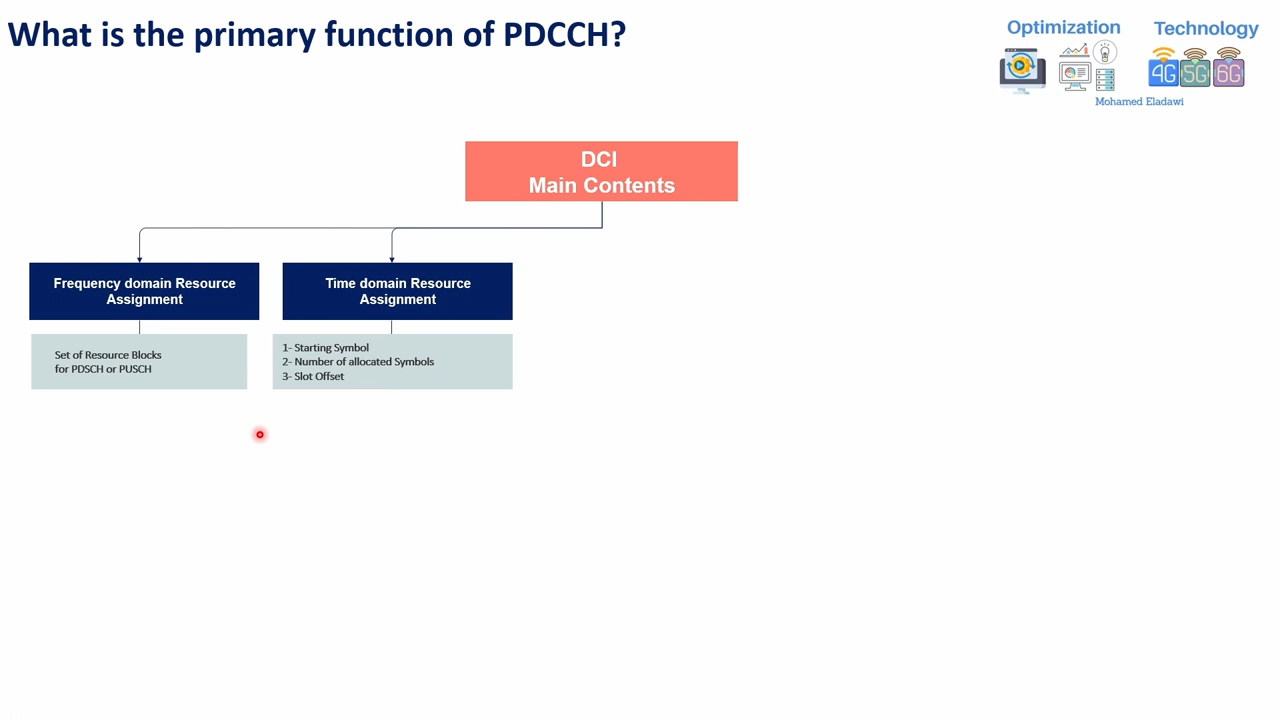 What is the primary function of PDCCH?
Optimization
Technology
4G 5G 6G
Mohamed Eladawi
DCI
Main Contents
Frequency domain Resource
Assignment
Set of Resource Blocks
for PDSCH or PUSCH
Time domain Resource
Assignment
1- Starting Symbol
2- Number of allocated Symbols
3- Slot Offset